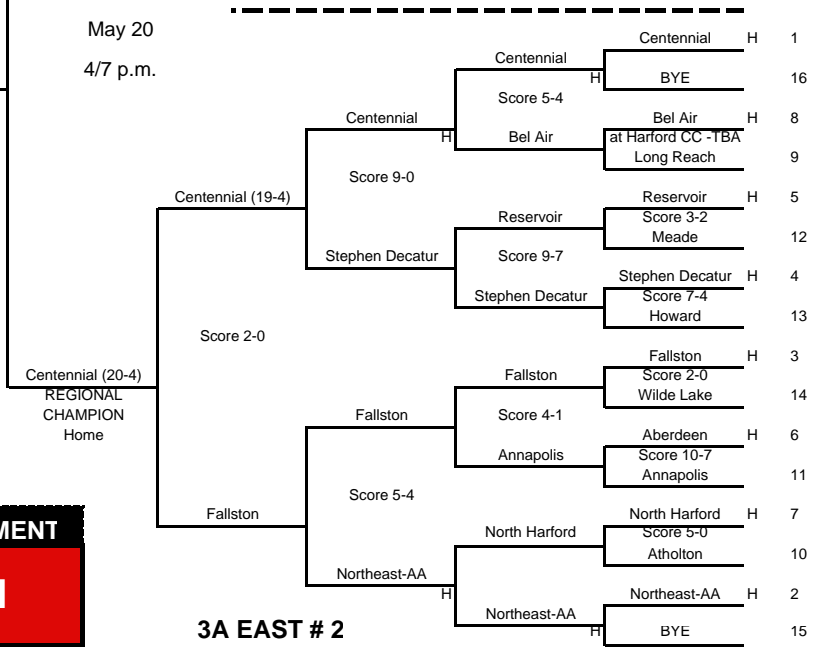 May 20
4/7 p.m.
Centennial H 1
Centennial
H BYE 16
Score 5-4
Centennial
H
Bel Air H 8
at Harford CC -TBA
Bel Air
Long Reach 9
Score 9-0
Centennial (19-4)
Reservoir H 5
Score 3-2
Reservoir
Meade 12
Score 9-7
Stephen Decatur
Stephen Decatur H 4
Score 7-4
Stephen Decatur
Howard 13
Score 2-0
Centennial (20-4)
REGIONAL
CHAMPION
Home
Fallston H 3
Score 2-0
Fallston
Wilde Lake 14
Score 4-1
Fallston
Aberdeen H 6
Score 10-7
Annapolis
Annapolis 11
Score 5-4
Fallston
North Harford H 7
Score 5-0
North Harford
Atholton 10
Northeast-AA
H
Northeast-AA H 2
Northeast-AA
H BYE 15
MENT
3A EAST # 2